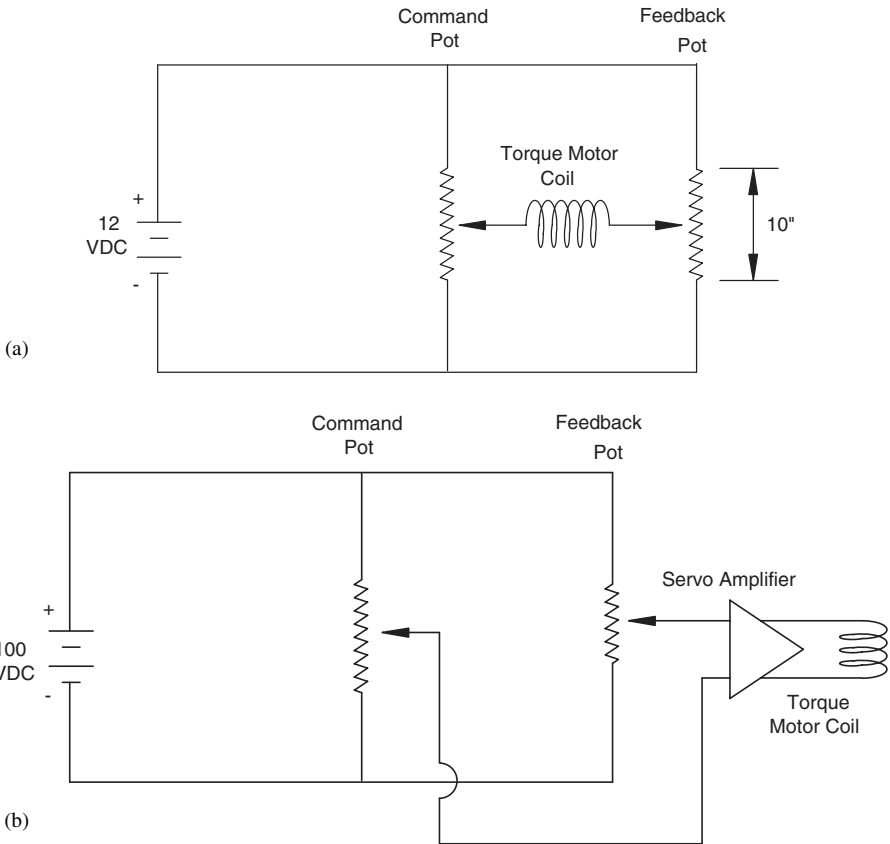 Command
Pot
Feedback
Pot
Torque Motor
Coil
+
12
VDC
-
10"
(a)
Command
Pot
Feedback
Pot
Servo Amplifier
+
100
VDC
-
Torque
Motor Coil
(b)